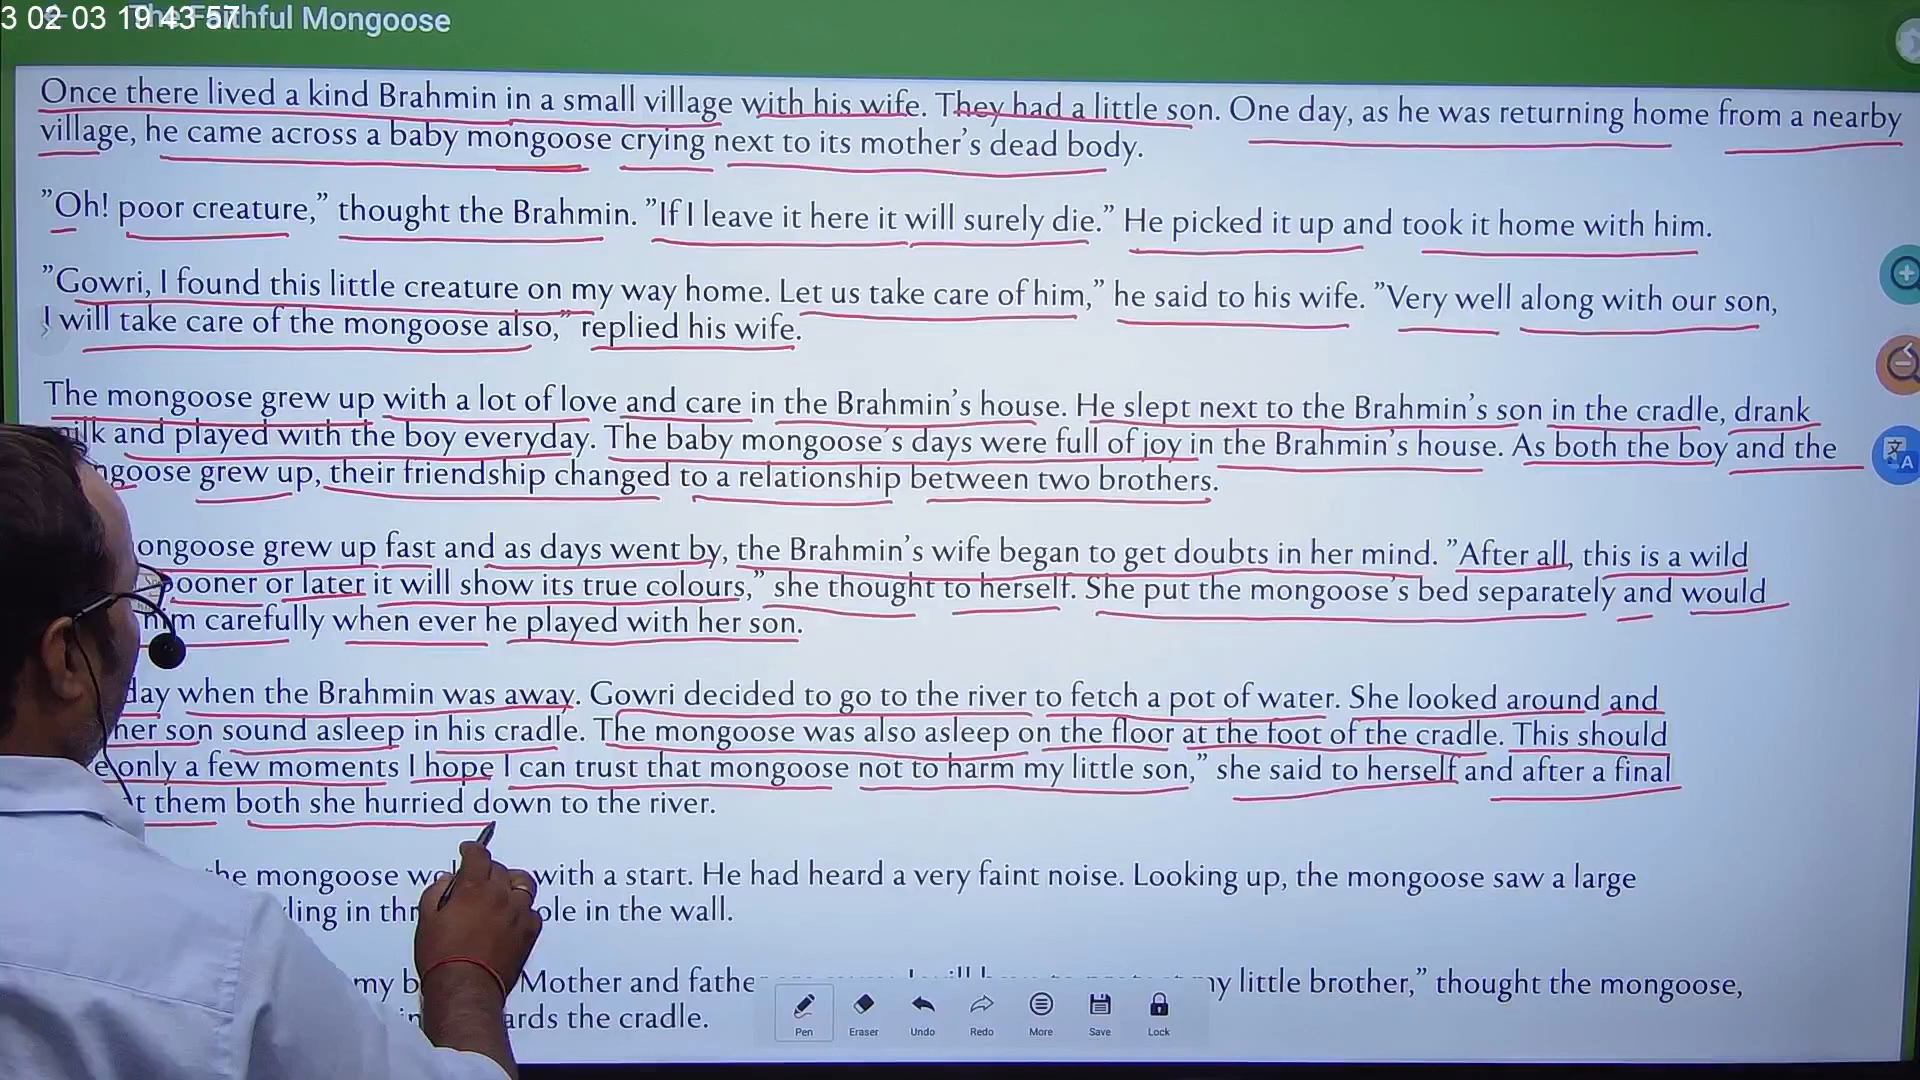 3 02 03 19 43 57
The Faithful Mongoose
Once there lived a kind Brahmin in a small village with his wife. They had a little son. One day, as he was returning home from a nearby
village, he came across a baby mongoose crying next to its mother's dead body.
”Oh! poor creature,” thought the Brahmin. ”If I leave it here it will surely die.” He picked it up and took it home with him.
”Gowri, I found this little creature on my way home. Let us take care of him,” he said to his wife. ”Very well along with our son,
I will take care of the mongoose also,” replied his wife.
The mongoose grew up with a lot of love and care in the Brahmin's house. He slept next to the Brahmin's son in the cradle, drank
and played with the boy everyday. The baby mongoose's days were full of joy in the Brahmin's house. As both the boy and the
grew up, their friendship changed to a relationship between two brothers.
grew up fast and as days went by, the Brahmin's wife began to get doubts in her mind. ”After all, this is a wild
or later it will show its true colours,” she thought to herself. She put the mongoose's bed separately and would
carefully when ever he played with her son.
day when the Brahmin was away. Gowri decided to go to the river to fetch a pot of water. She looked around and
her son sound asleep in his cradle. The mongoose was also asleep on the floor at the foot of the cradle. This should
only a few moments I hope I can trust that mongoose not to harm my little son,” she said to herself and after a final
them both she hurried down to the river.
mongoose with a start. He had heard a very faint noise. Looking up, the mongoose saw a large
in in the wall.
my Mother and little brother,” thought the mongoose,
the cradle.
Pen
Eraser
Undo
Redo
More
Save
Lock